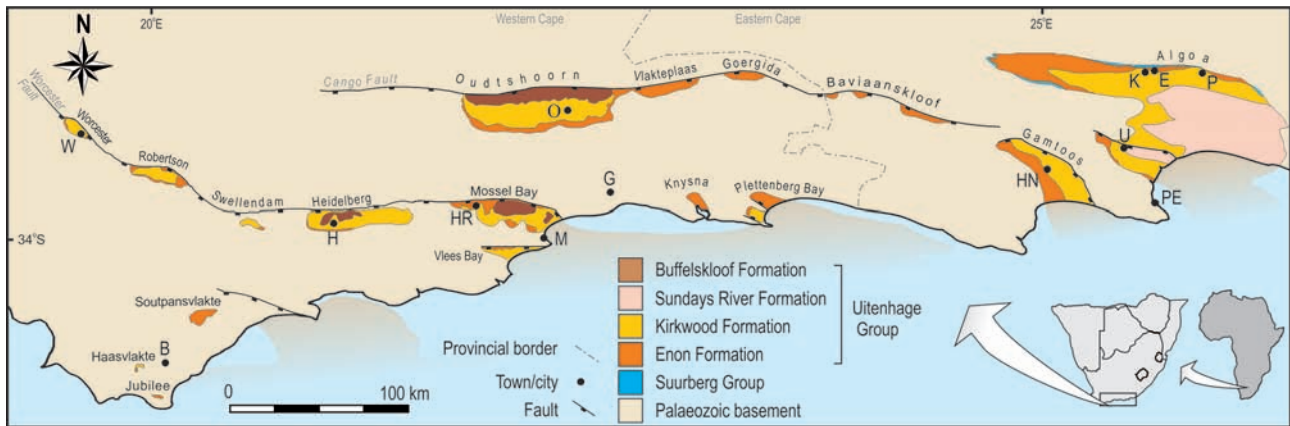 20°E
Western Cape
Eastern Cape
25°E
N
Worcester
Fault
Cango Fault
Oudtshoorn
Vlakteplaas
Goergida
Baviaanskloof
Algoa
K
E
P
O
W
Worcester
U
Robertson
Gamtoos
HN
Swellendam
Heidelberg
Mossel Bay
G
Knysna
Plettenberg Bay
PE
H
HR
M
34°S
Vlees Bay
Soutpansvlakte
Haasvlakte
B
Jubilee
0
100 km
Buffelskloof Formation
Sundays River Formation
Kirkwood Formation
Enon Formation
Uitenhage
Group
Provincial border
Town/city
Suurberg Group
Fault
Palaeozoic basement